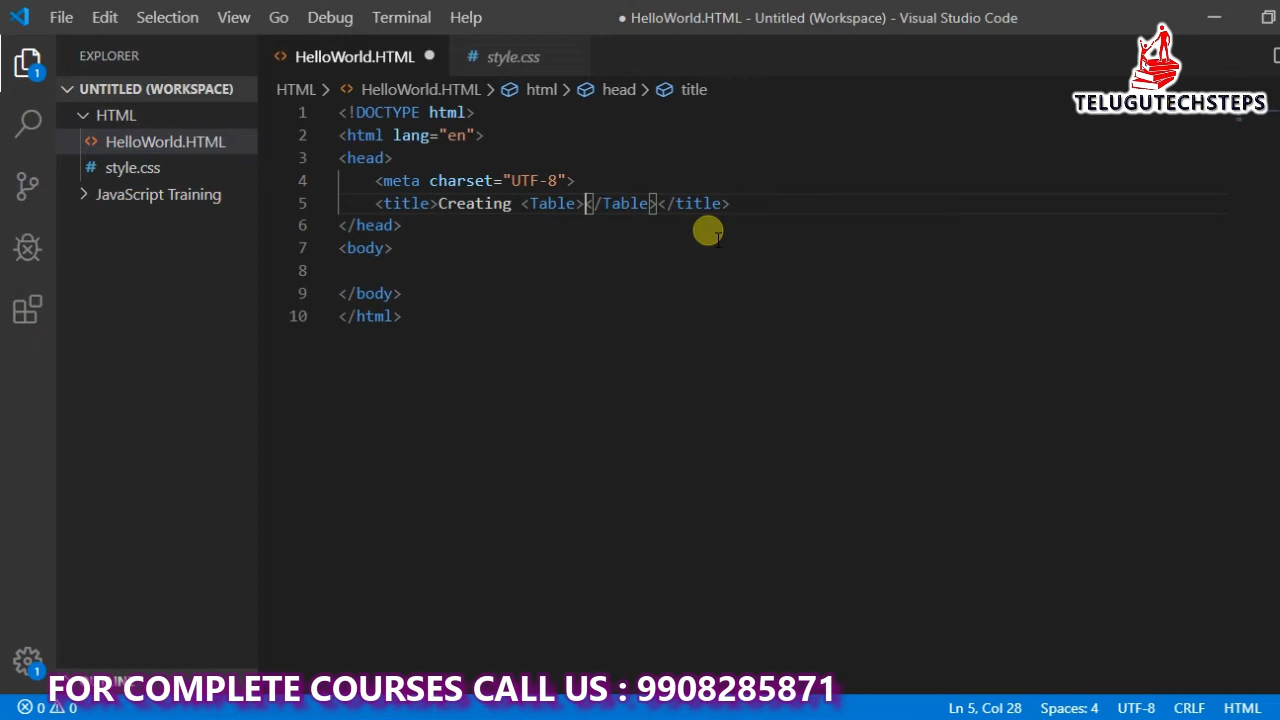 File Edit Selection View Go Debug Terminal Help
● HelloWorld.HTML - Untitled (Workspace) - Visual Studio Code
TELUGUTECHSTEPS
EXPLORER
UNTITLED (WORKSPACE)
HTML
HelloWorld.HTML
style.css
JavaScript Training
1
1
HelloWorld.HTML ●
style.css
HTML > HelloWorld.HTML > html > head > title
1 <!DOCTYPE html>
2 <html lang="en">
3 <head>
4 <meta charset="UTF-8">
5 <title>Creating <Table></Table></title>
6 </head>
7 <body>
8
9 </body>
10 </html>
FOR COMPLETE COURSES CALL US : 9908285871
0 0
Ln 5, Col 28 Spaces: 4 UTF-8 CRLF HTML